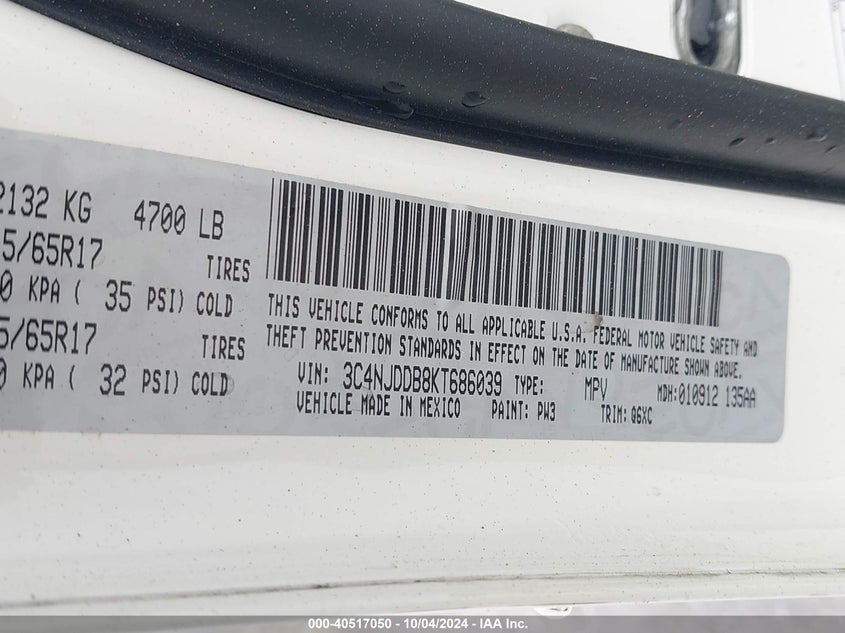 2132 KG 4700 LB
5/65R17 TIRES
0 KPA ( 35 PSI) COLD
5/65R17 TIRES
0 KPA ( 32 PSI) COLD
THIS VEHICLE CONFORMS TO ALL APPLICABLE U.S.A. FEDERAL MOTOR VEHICLE SAFETY AND
THEFT PREVENTION STANDARDS IN EFFECT ON THE DATE OF MANUFACTURE SHOWN ABOVE.
VIN: 3C4NJDDB8KT686039 TYPE: MPV MDH:010912 135AA
VEHICLE MADE IN MEXICO PAINT: PW3 TRIM: Q6XC
000-40517050 - 10/04/2024 - IAA Inc.